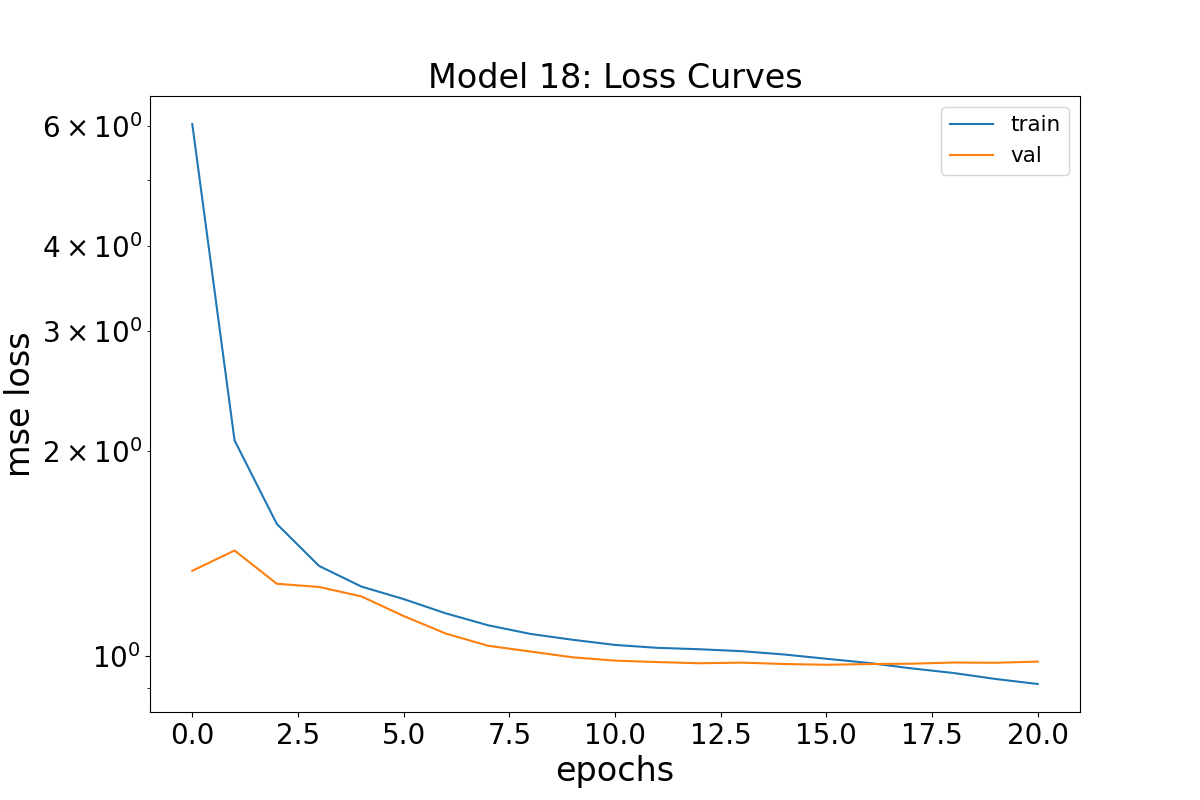 Model 18: Loss Curves
train
val
6 × 10⁰
4 × 10⁰
3 × 10⁰
2 × 10⁰
10⁰
mse loss
0.0 2.5 5.0 7.5 10.0 12.5 15.0 17.5 20.0
epochs